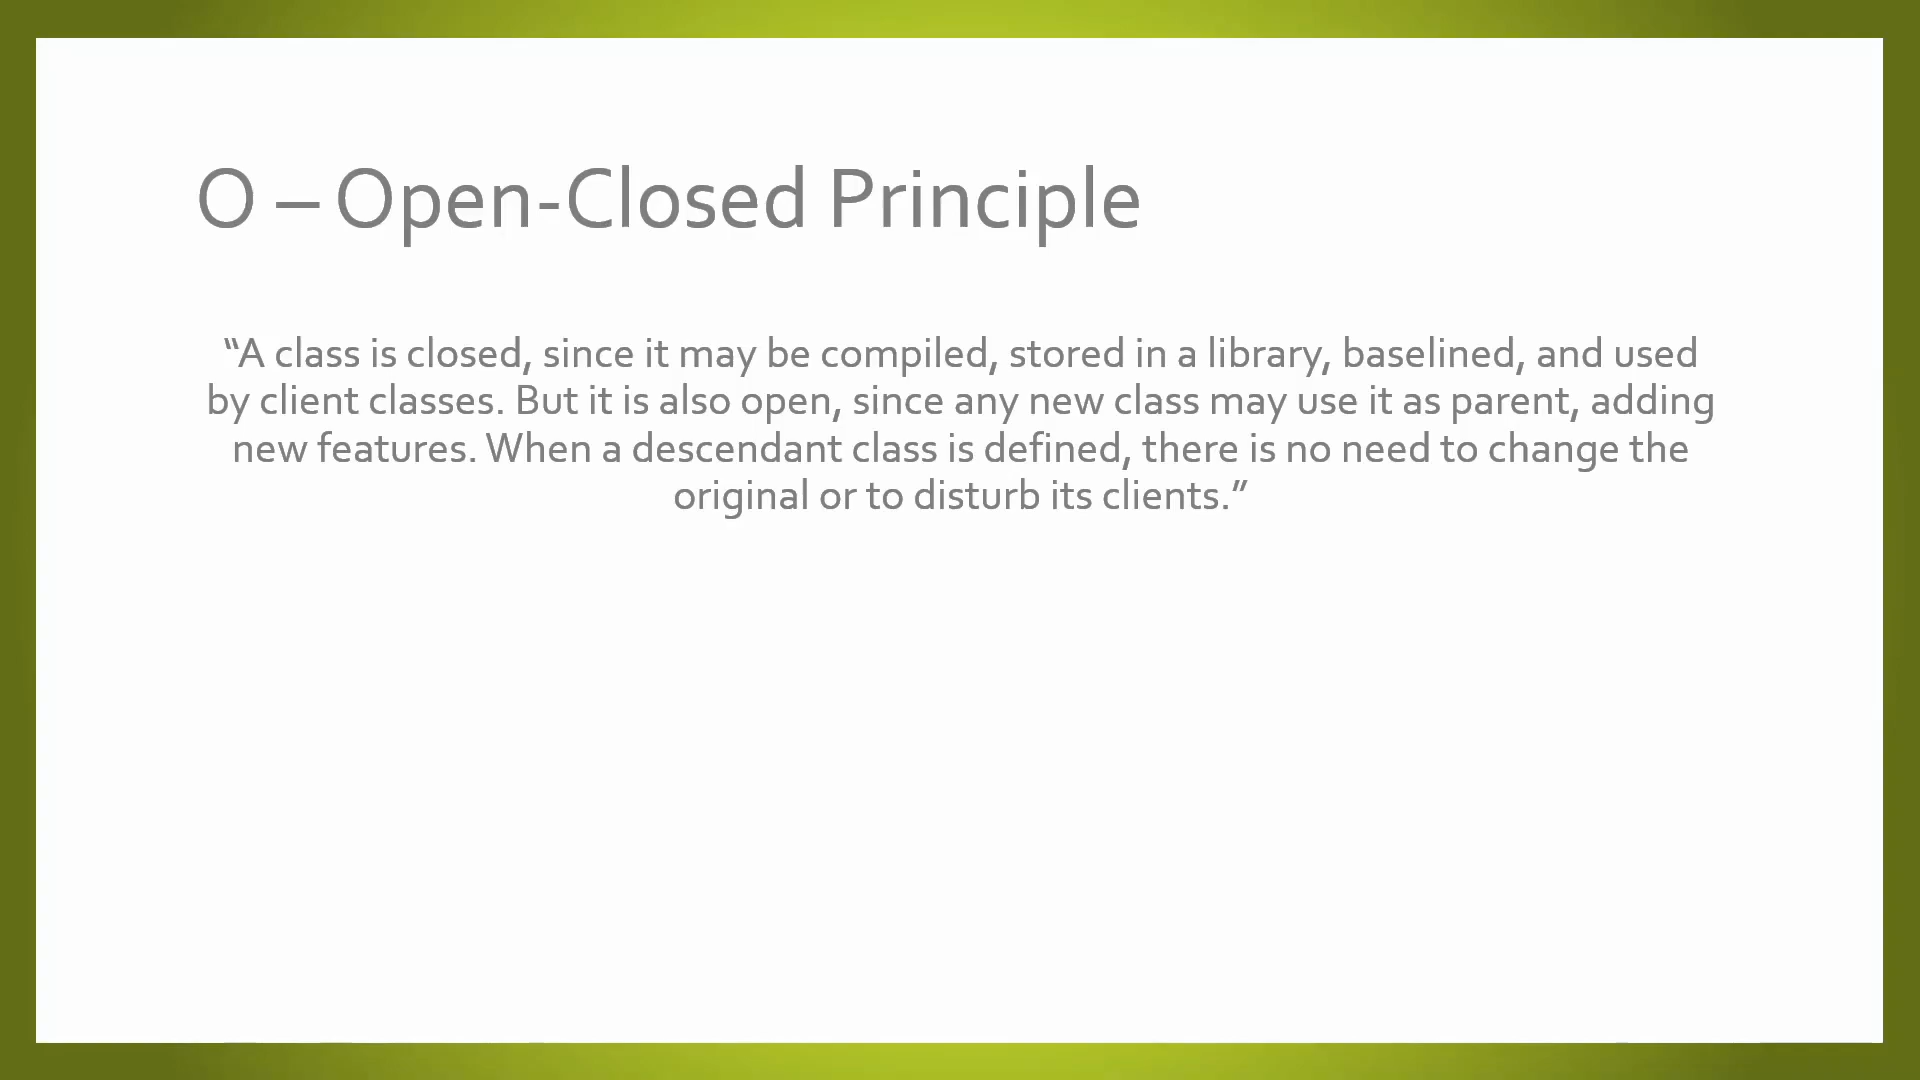 O – Open-Closed Principle
“A class is closed, since it may be compiled, stored in a library, baselined, and used
by client classes. But it is also open, since any new class may use it as parent, adding
new features. When a descendant class is defined, there is no need to change the
original or to disturb its clients.”